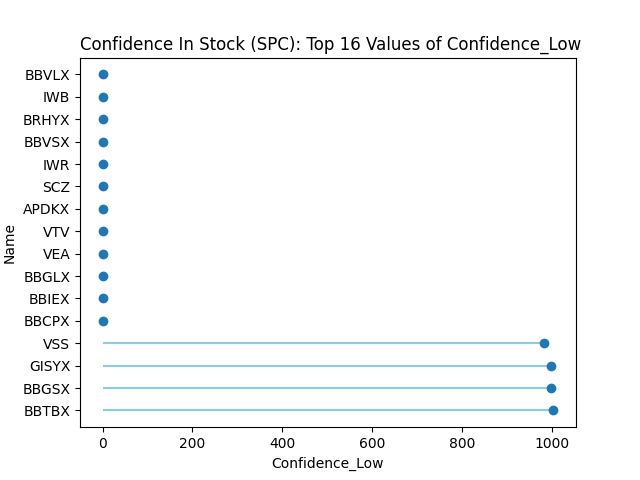 Confidence In Stock (SPC): Top 16 Values of Confidence_Low
BBVLX
IWB
BRHYX
BBVSX
IWR
SCZ
APDKX
VTV
VEA
BBGLX
BBIEX
BBCPX
VSS
GISYX
BBGSX
BBTBX
Name
0 200 400 600 800 1000
Confidence_Low